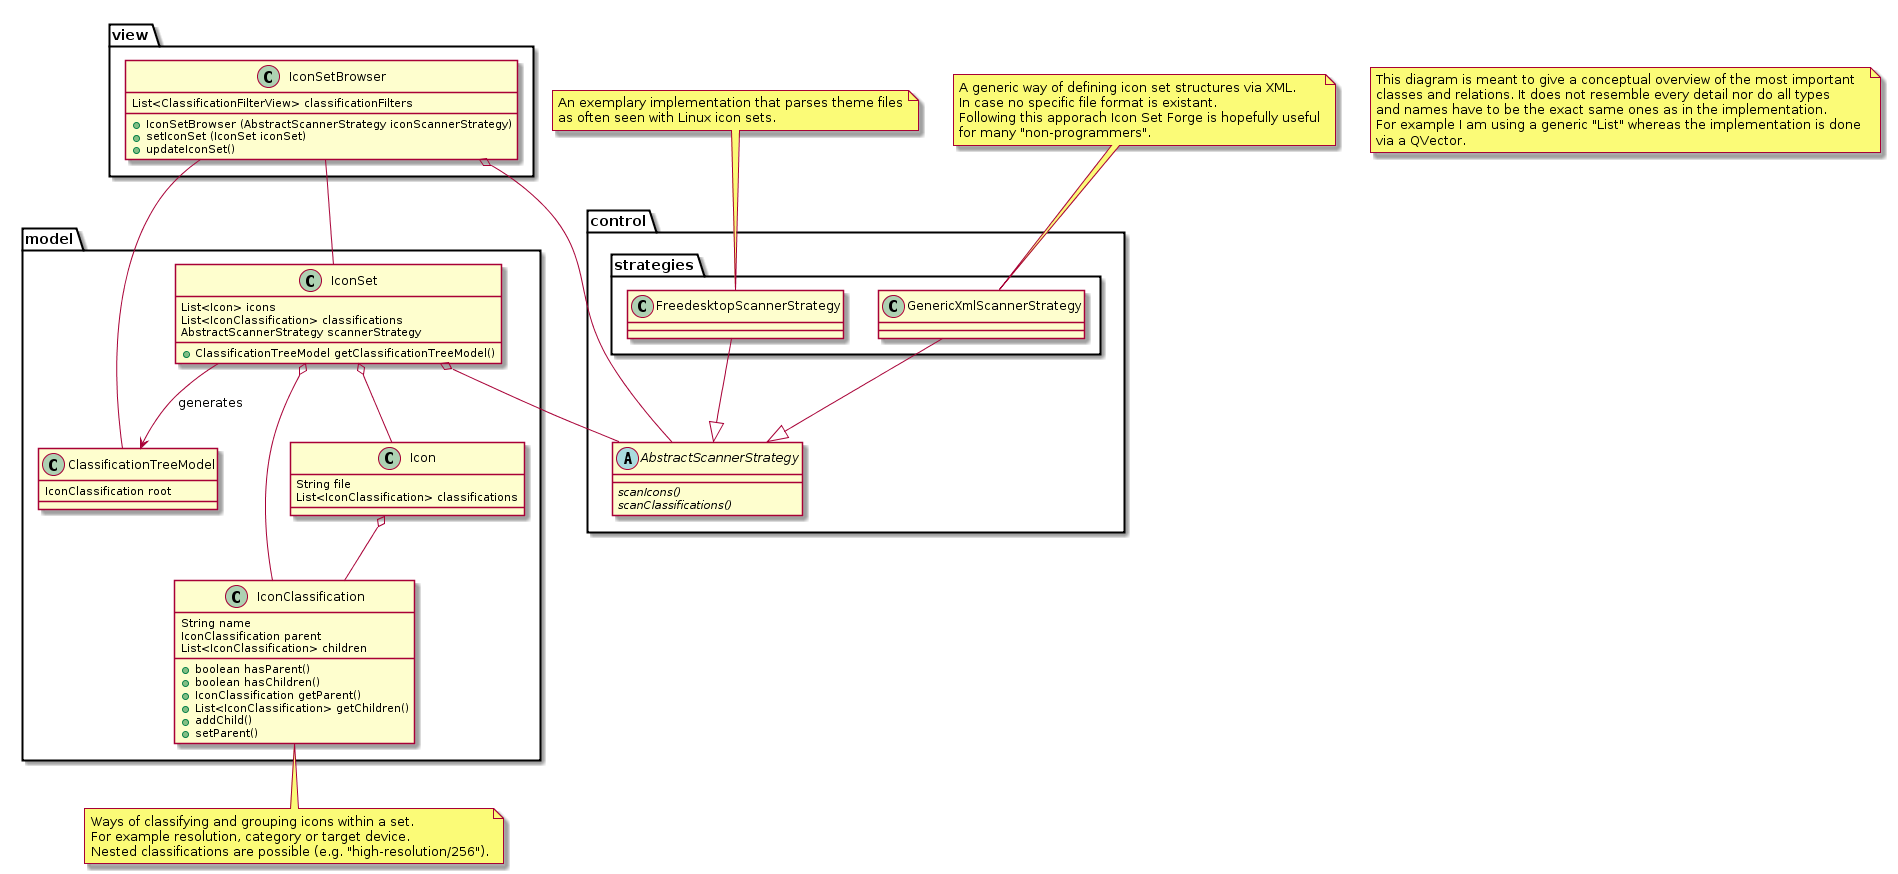 view
C IconSetBrowser
List<ClassificationFilterView> classificationFilters
IconSetBrowser (AbstractScannerStrategy iconScannerStrategy)
setIconSet (IconSet iconSet)
updateIconSet()
An exemplary implementation that parses theme files
as often seen with Linux icon sets.
A generic way of defining icon set structures via XML.
In case no specific file format is existant.
Following this apporach Icon Set Forge is hopefully useful
for many "non-programmers".
This diagram is meant to give a conceptual overview of the most important
classes and relations. It does not resemble every detail nor do all types
and names have to be the exact same ones as in the implementation.
For example I am using a generic "List" whereas the implementation is done
via a QVector.
model
C IconSet
List<Icon> icons
List<IconClassification> classifications
AbstractScannerStrategy scannerStrategy
ClassificationTreeModel getClassificationTreeModel()
generates
C ClassificationTreeModel
IconClassification root
C Icon
String file
List<IconClassification> classifications
C IconClassification
String name
IconClassification parent
List<IconClassification> children
boolean hasParent()
boolean hasChildren()
IconClassification getParent()
List<IconClassification> getChildren()
addChild()
setParent()
control
strategies
C FreedesktopScannerStrategy
C GenericXmlScannerStrategy
A AbstractScannerStrategy
scanIcons()
scanClassifications()
Ways of classifying and grouping icons within a set.
For example resolution, category or target device.
Nested classifications are possible (e.g. "high-resolution/256").